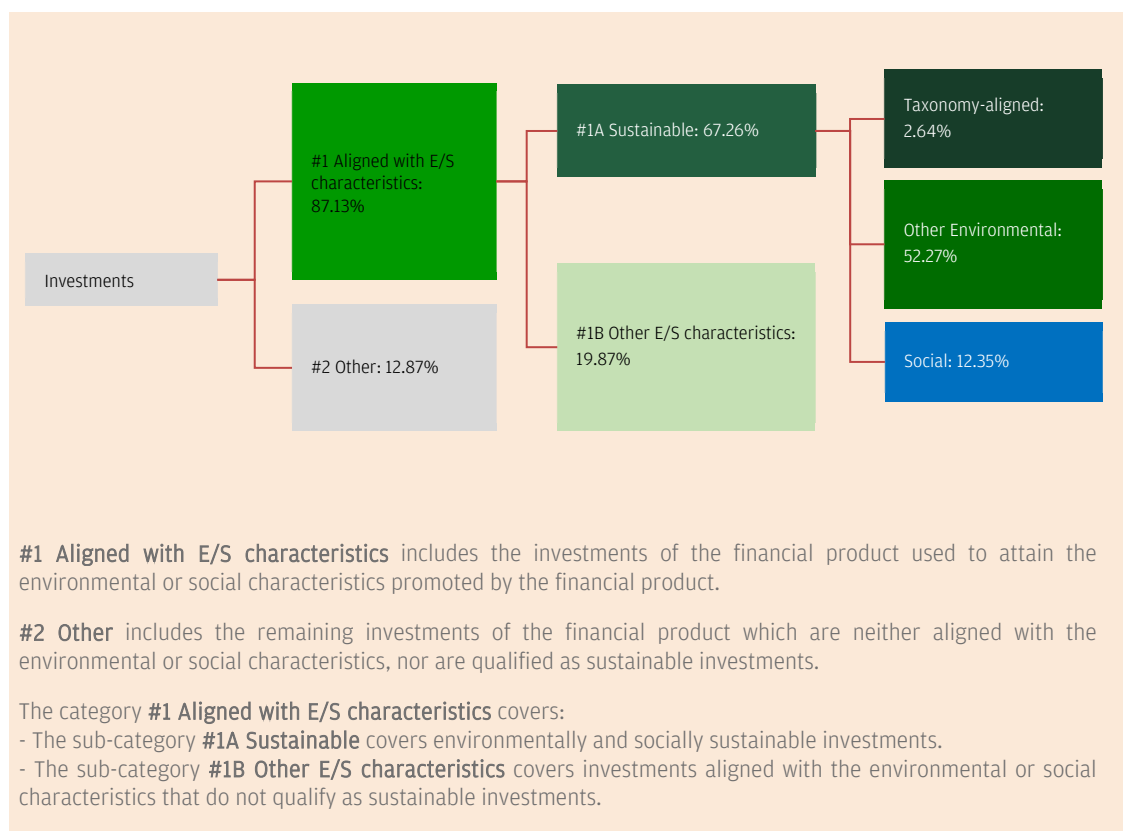 Investments
#1 Aligned with E/S
characteristics:
87.13%
#2 Other: 12.87%
#1A Sustainable: 67.26%
#1B Other E/S characteristics:
19.87%
Taxonomy-aligned:
2.64%
Other Environmental:
52.27%
Social: 12.35%
#1 Aligned with E/S characteristics includes the investments of the financial product used to attain the
environmental or social characteristics promoted by the financial product.
#2 Other includes the remaining investments of the financial product which are neither aligned with the
environmental or social characteristics, nor are qualified as sustainable investments.
The category #1 Aligned with E/S characteristics covers:
- The sub-category #1A Sustainable covers environmentally and socially sustainable investments.
- The sub-category #1B Other E/S characteristics covers investments aligned with the environmental or social
characteristics that do not qualify as sustainable investments.